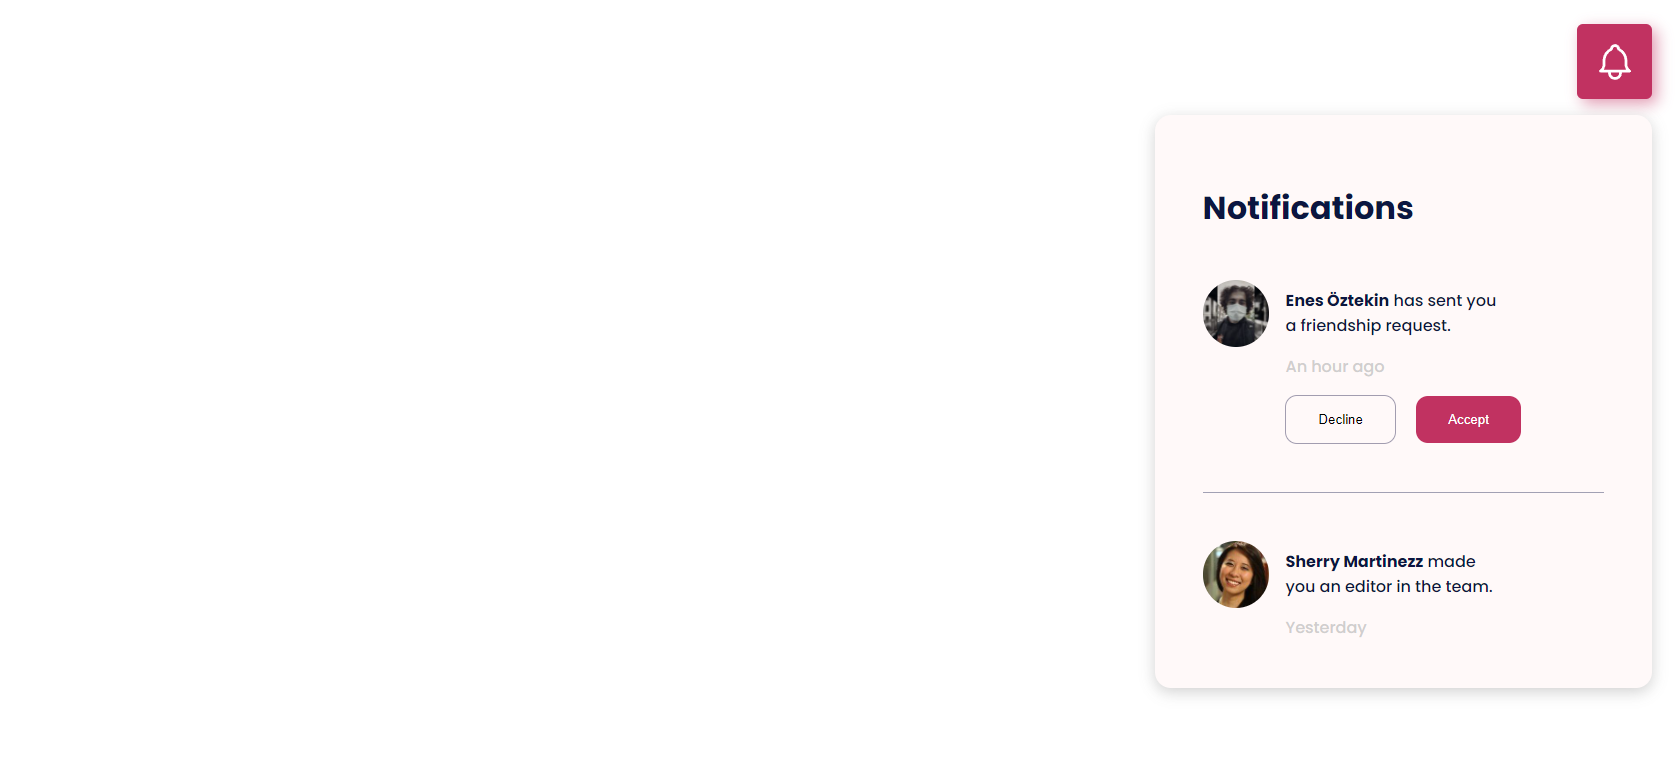 Notifications
Enes Öztekin has sent you
a friendship request.
An hour ago
Decline Accept
Sherry Martinezz made
you an editor in the team.
Yesterday